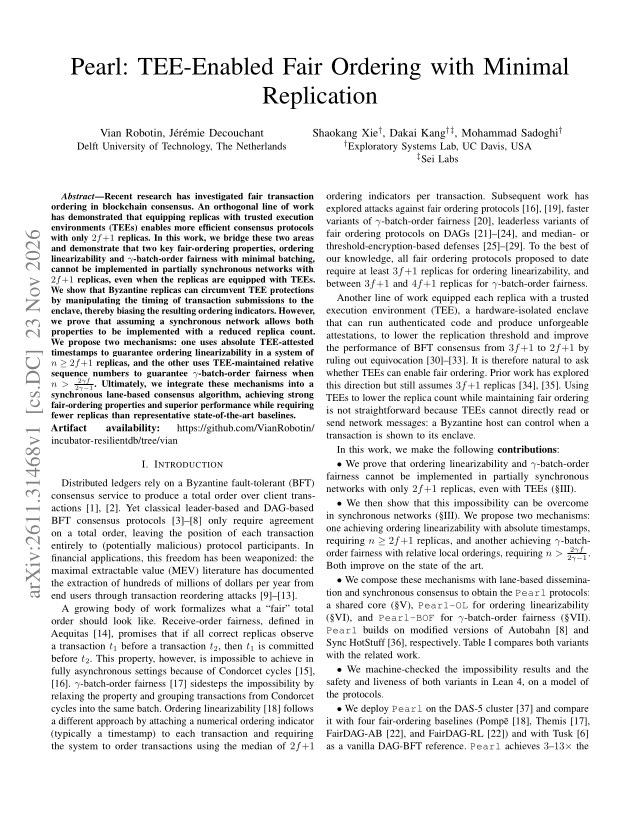 Pearl: TEE-Enabled Fair Ordering with Minimal
Replication
Vian Robotin, Jérémie Decouchant
Delft University of Technology, The Netherlands
Shaokang Xie†, Dakai Kang†‡, Mohammad Sadoghi†
†Exploratory Systems Lab, UC Davis, USA
‡Sei Labs
arXiv:2611.31468v1 [cs.DC] 23 Nov 2026
Abstract—Recent research has investigated fair transaction
ordering in blockchain consensus. An orthogonal line of work
has demonstrated that equipping replicas with trusted execution
environments (TEEs) enables more efficient consensus protocols
with only 2f+1 replicas. In this work, we bridge these two areas
and demonstrate that two key fair-ordering properties, ordering
linearizability and γ-batch-order fairness with minimal batching,
cannot be implemented in partially synchronous networks with
2f+1 replicas, even when the replicas are equipped with TEEs.
We show that Byzantine replicas can circumvent TEE protections
by manipulating the timing of transaction submissions to the
enclave, thereby biasing the resulting ordering indicators. However,
we prove that assuming a synchronous network allows both
properties to be implemented with a reduced replica count.
We propose two mechanisms: one uses absolute TEE-attested
timestamps to guarantee ordering linearizability in a system of
n ≥ 2f+1 replicas, and the other uses TEE-maintained relative
sequence numbers to guarantee γ-batch-order fairness when
n > 2γf/2γ−1. Ultimately, we integrate these mechanisms into a
synchronous lane-based consensus algorithm, achieving strong
fair-ordering properties and superior performance while requiring
fewer replicas than representative state-of-the-art baselines.
Artifact availability: https://github.com/VianRobotin/
incubator-resilientdb/tree/vian
I. INTRODUCTION
Distributed ledgers rely on a Byzantine fault-tolerant (BFT)
consensus service to produce a total order over client trans-
actions [1], [2]. Yet classical leader-based and DAG-based
BFT consensus protocols [3]–[8] only require agreement
on a total order, leaving the position of each transaction
entirely to (potentially malicious) protocol participants. In
financial applications, this freedom has been weaponized: the
maximal extractable value (MEV) literature has documented
the extraction of hundreds of millions of dollars per year from
end users through transaction reordering attacks [9]–[13].
A growing body of work formalizes what a “fair” total
order should look like. Receive-order fairness, defined in
Aequitas [14], promises that if all correct replicas observe
a transaction t1 before a transaction t2, then t1 is committed
before t2. This property, however, is impossible to achieve in
fully asynchronous settings because of Condorcet cycles [15],
[16]. γ-batch-order fairness [17] sidesteps the impossibility by
relaxing the property and grouping transactions from Condorcet
cycles into the same batch. Ordering linearizability [18] follows
a different approach by attaching a numerical ordering indicator
(typically a timestamp) to each transaction and requiring
the system to order transactions using the median of 2f+1
ordering indicators per transaction. Subsequent work has
explored attacks against fair ordering protocols [16], [19], faster
variants of γ-batch-order fairness [20], leaderless variants of
fair ordering protocols on DAGs [21]–[24], and median- or
threshold-encryption-based defenses [25]–[29]. To the best of
our knowledge, all fair ordering protocols proposed to date
require at least 3f+1 replicas for ordering linearizability, and
between 3f+1 and 4f+1 replicas for γ-batch-order fairness.
Another line of work equipped each replica with a trusted
execution environment (TEE), a hardware-isolated enclave
that can run authenticated code and produce unforgeable
attestations, to lower the replication threshold and improve
the performance of BFT consensus from 3f+1 to 2f+1 by
ruling out equivocation [30]–[33]. It is therefore natural to ask
whether TEEs can enable fair ordering. Prior work has explored
this direction but still assumes 3f+1 replicas [34], [35]. Using
TEEs to lower the replica count while maintaining fair ordering
is not straightforward because TEEs cannot directly read or
send network messages: a Byzantine host can control when a
transaction is shown to its enclave.
In this work, we make the following contributions:
• We prove that ordering linearizability and γ-batch-order
fairness cannot be implemented in partially synchronous
networks with only 2f+1 replicas, even with TEEs (§III).
• We then show that this impossibility can be overcome
in synchronous networks (§III). We propose two mechanisms:
one achieving ordering linearizability with absolute timestamps,
requiring n ≥ 2f+1 replicas, and another achieving γ-batch-
order fairness with relative local orderings, requiring n > 2γf/2γ−1.
Both improve on the state of the art.
• We compose these mechanisms with lane-based dissemina-
tion and synchronous consensus to obtain the Pearl protocols:
a shared core (§V), Pearl-OL for ordering linearizability
(§VI), and Pearl-BOF for γ-batch-order fairness (§VII).
Pearl builds on modified versions of Autobahn [8] and
Sync HotStuff [36], respectively. Table I compares both variants
with the related work.
• We machine-checked the impossibility results and the
safety and liveness of both variants in Lean 4, on a model of
the protocols.
• We deploy Pearl on the DAS-5 cluster [37] and compare
it with four fair-ordering baselines (Pompē [18], Themis [17],
FairDAG-AB [22], and FairDAG-RL [22]) and with Tusk [6]
as a vanilla DAG-BFT reference. Pearl achieves 3–13× the